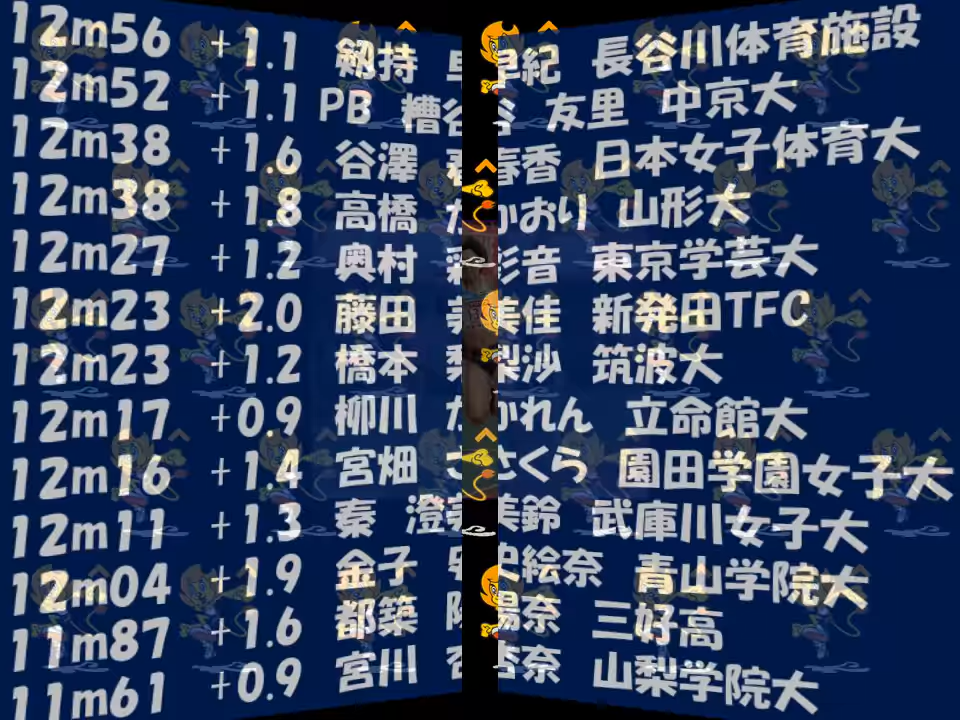 12m56 +1.1 剱持 早紀 長谷川体育施設
12m52 +1.1 PB 糟谷 友里 中京大
12m38 +1.6 谷澤 春香 日本女子体育大
12m38 +1.8 高橋 かおり 山形大
12m27 +1.2 奥村 彩音 東京学芸大
12m23 +2.0 藤田 美佳 新発田TFC
12m23 +1.2 橋本 梨沙 筑波大
12m17 +0.9 柳川 かれん 立命館大
12m16 +1.4 宮畑 さくら 園田学園女子大
12m11 +1.3 秦 澄美鈴 武庫川女子大
12m04 +1.9 金子 史絵奈 青山学院大
11m87 +1.6 都築 陽奈 三好高
11m61 +0.9 宮川 杏奈 山梨学院大